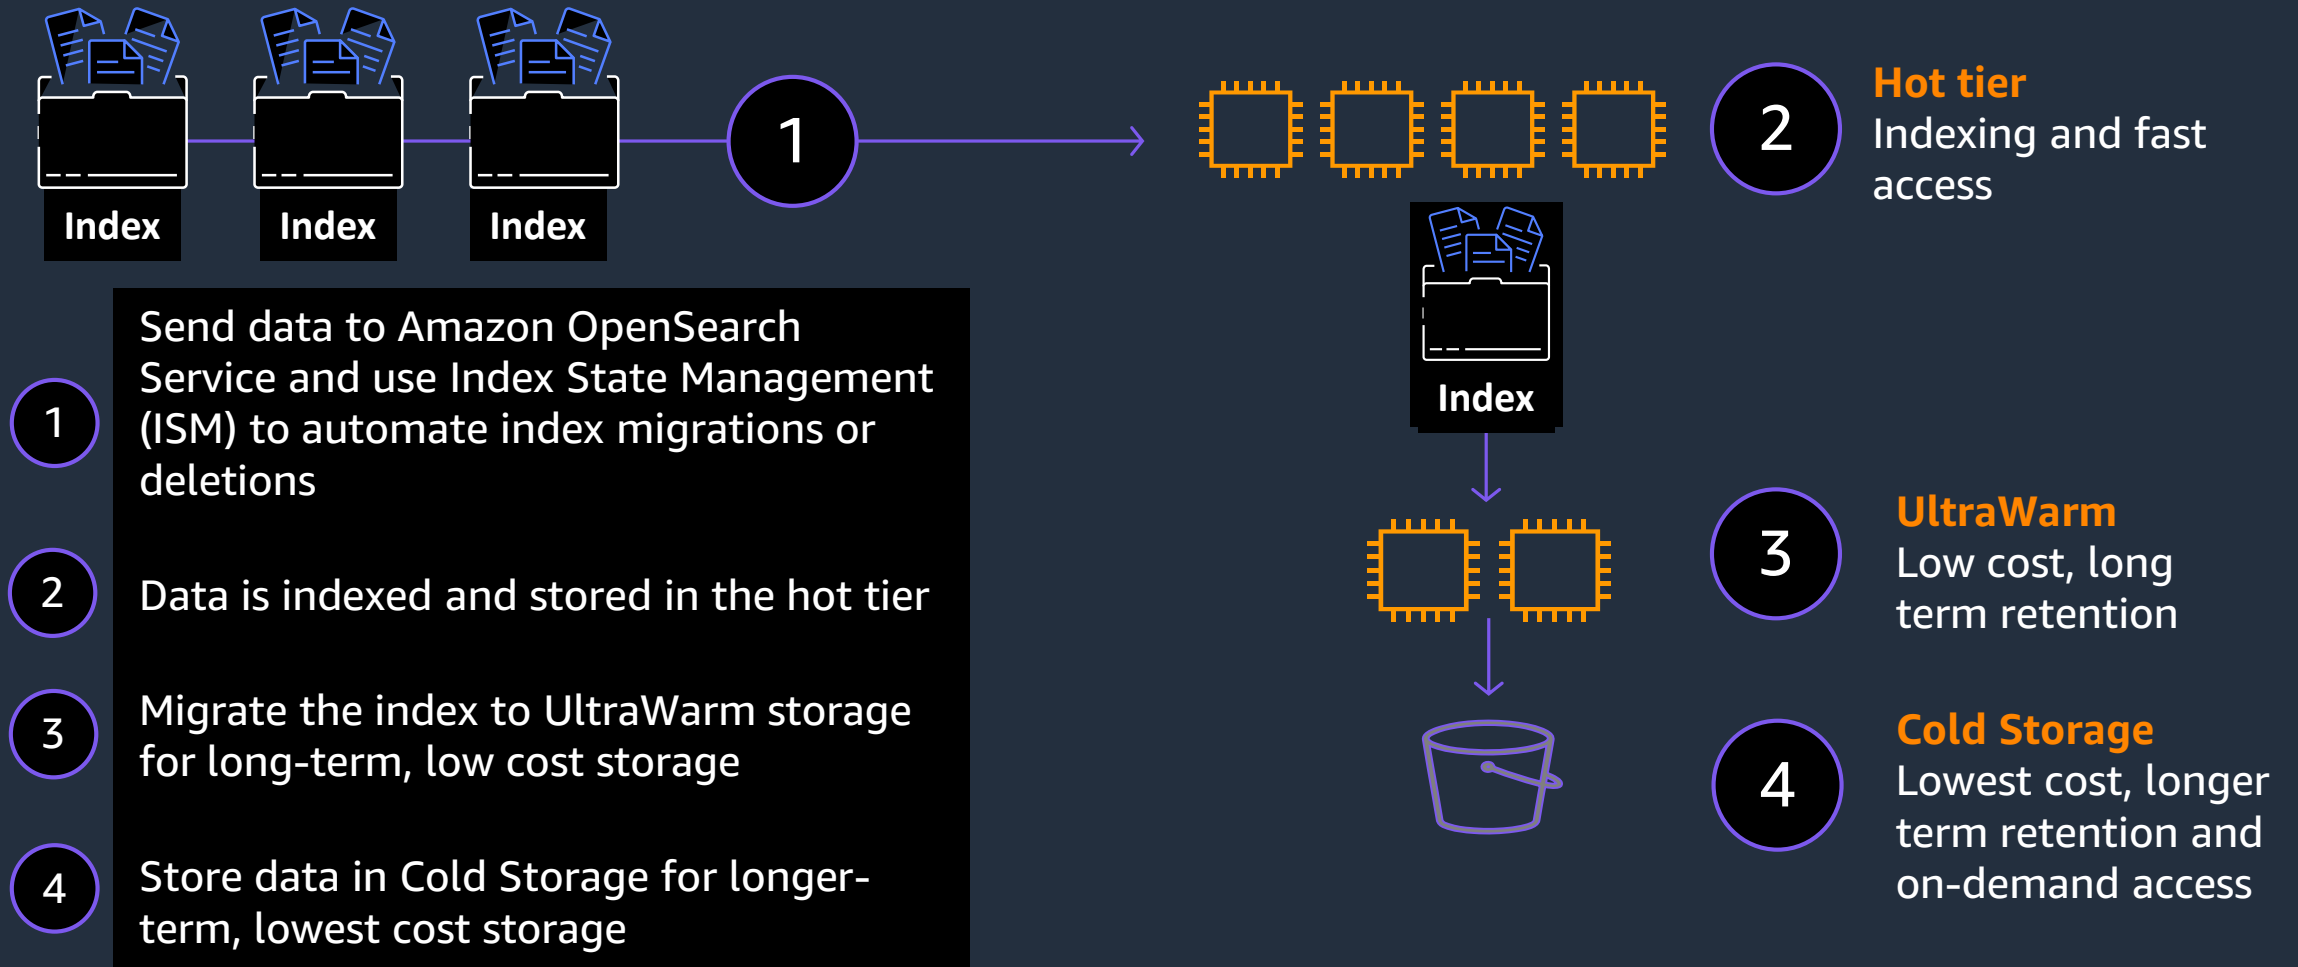 Index
Index
Index
1
2
Hot tier
Indexing and fast
access
Index
1
Send data to Amazon OpenSearch
Service and use Index State Management
(ISM) to automate index migrations or
deletions
2
Data is indexed and stored in the hot tier
3
Migrate the index to UltraWarm storage
for long-term, low cost storage
4
Store data in Cold Storage for longer-
term, lowest cost storage
3
UltraWarm
Low cost, long
term retention
4
Cold Storage
Lowest cost, longer
term retention and
on-demand access